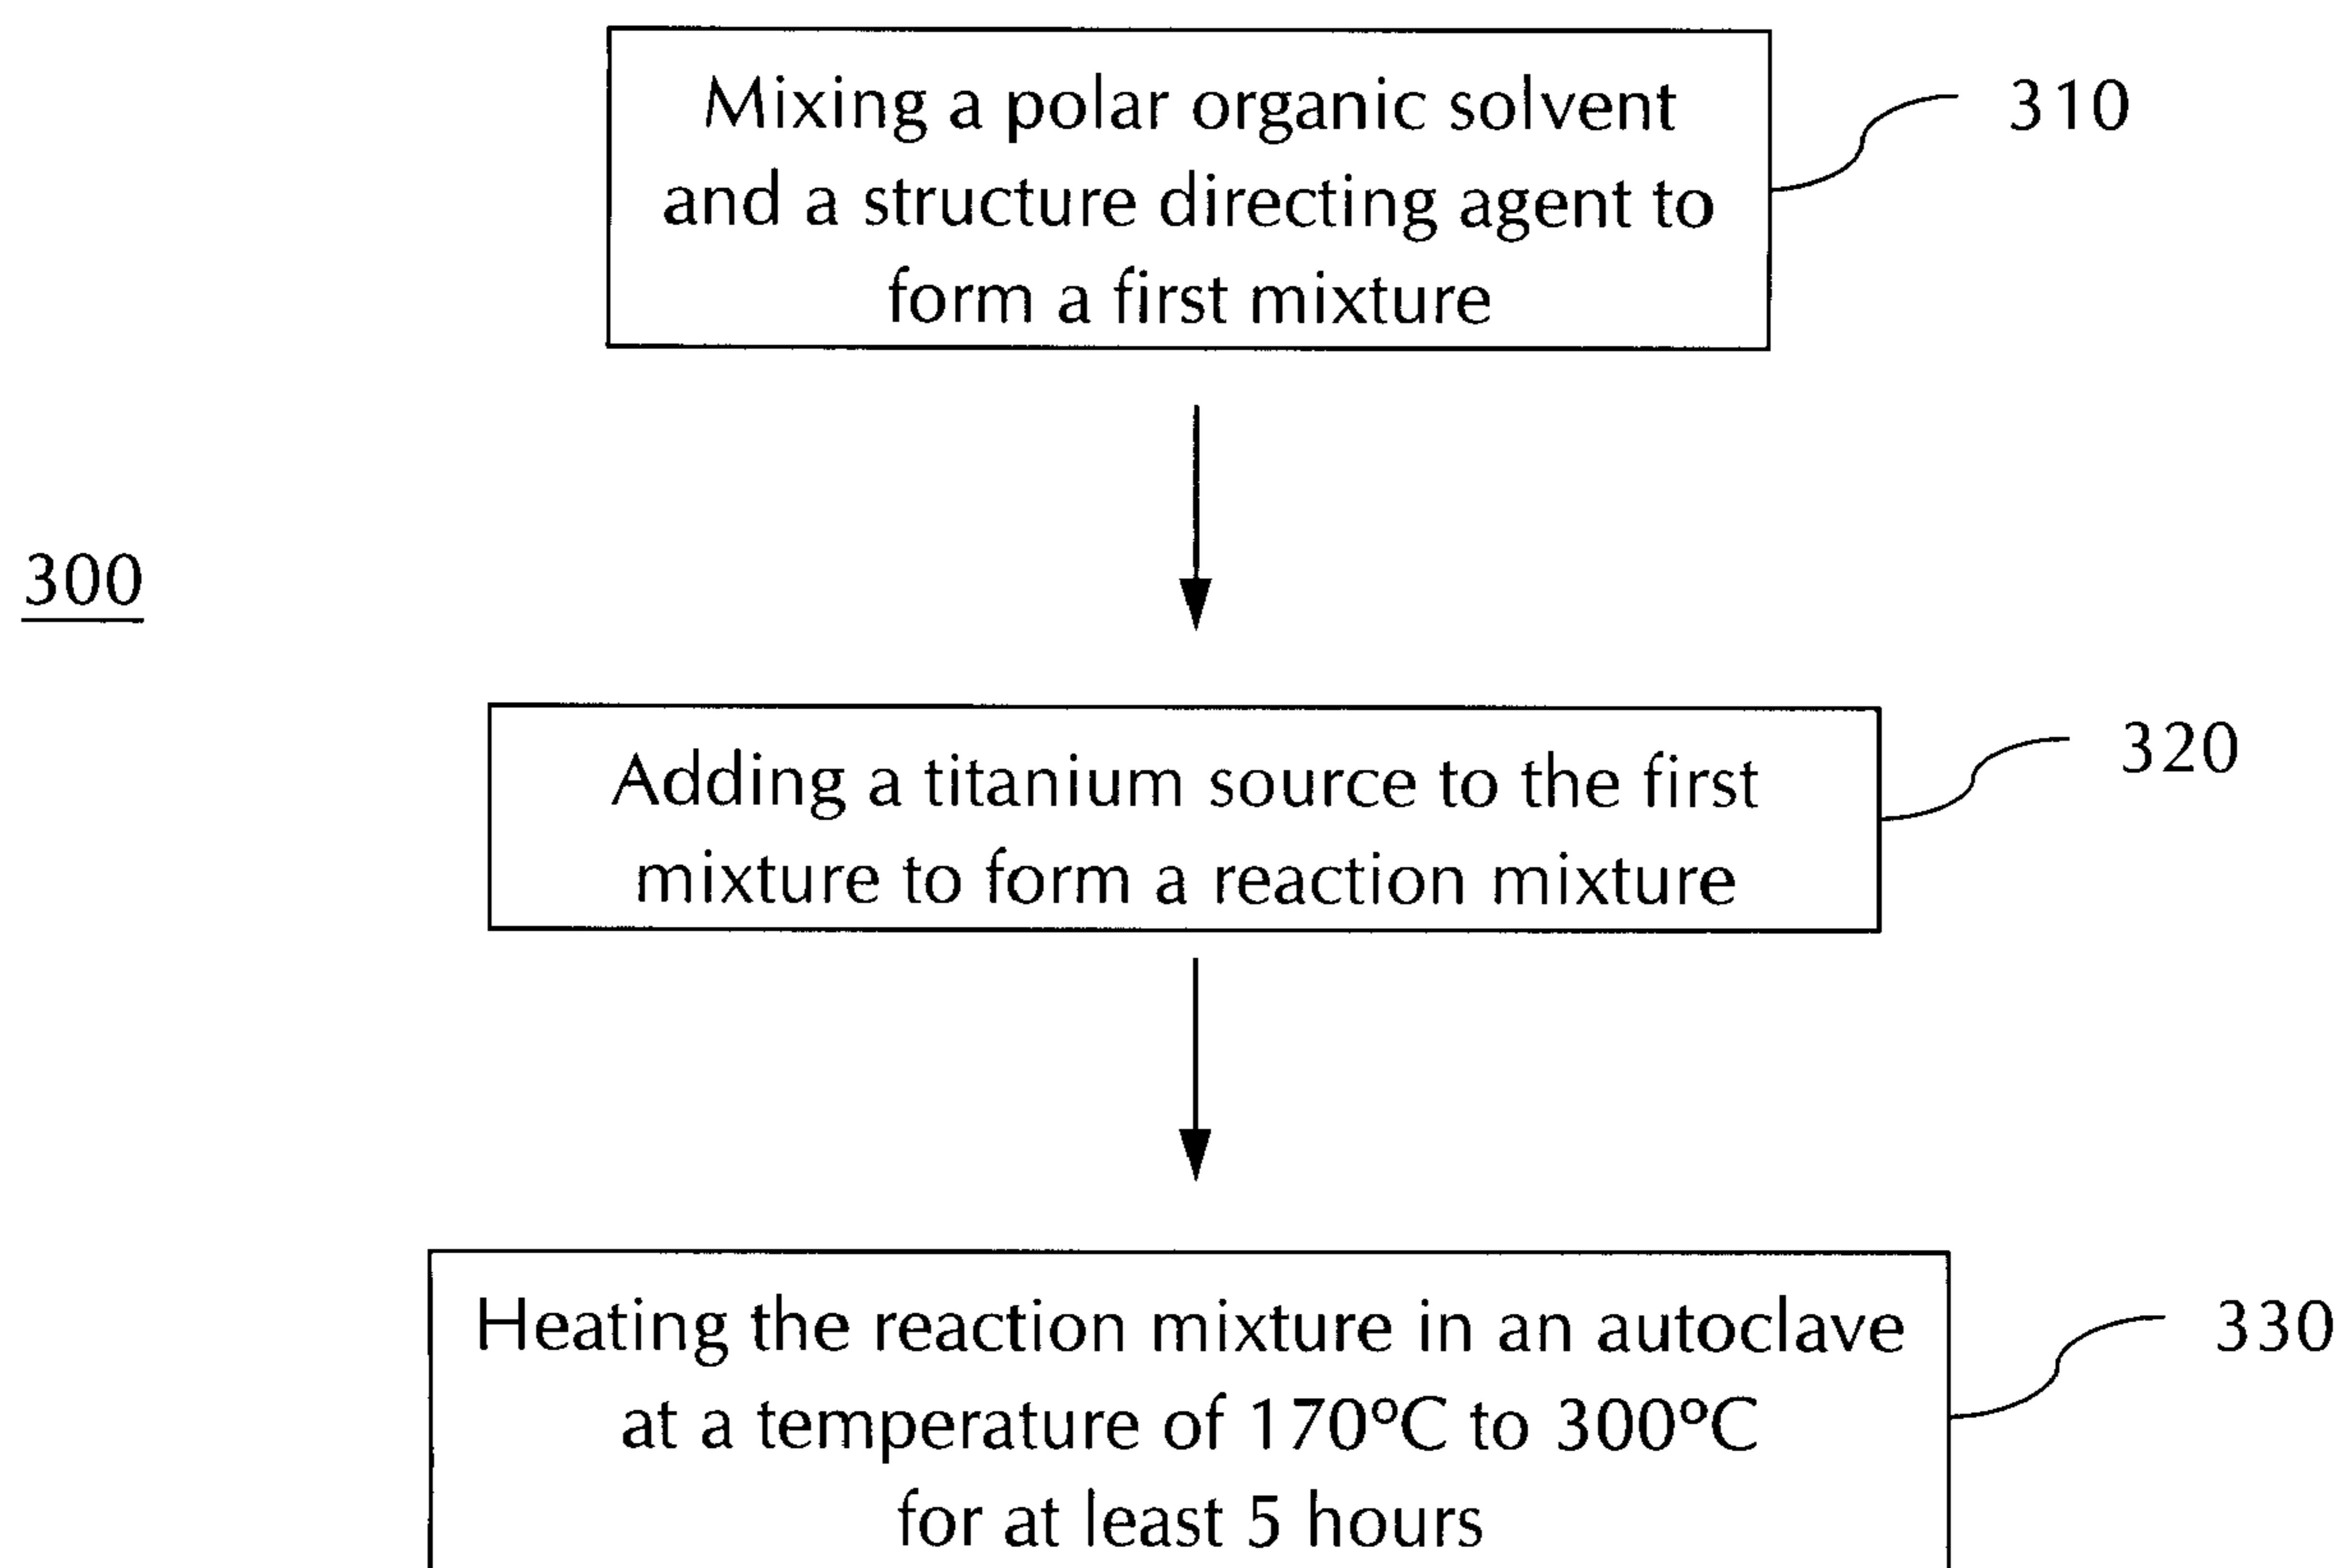 Mixing a polar organic solvent
and a structure directing agent to
form a first mixture
310
300
Adding a titanium source to the first
mixture to form a reaction mixture
320
Heating the reaction mixture in an autoclave
at a temperature of 170ºC to 300ºC
for at least 5 hours
330